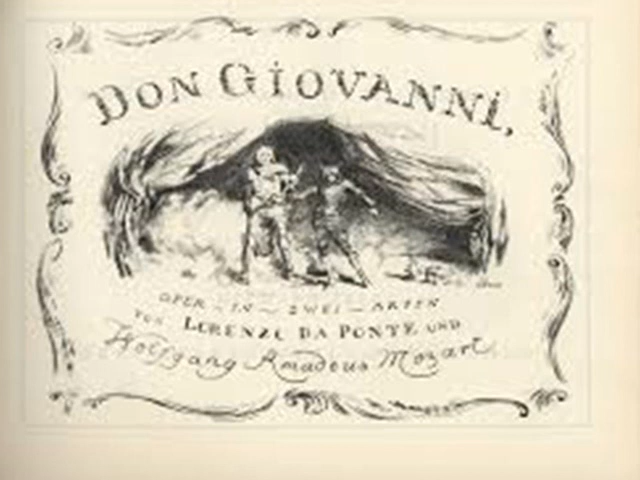 DON GIOVANNI,
OPER - IN - ZWEI - AKTEN
VON LORENZO DA PONTE UND
Wolfgang Amadeus Mozart